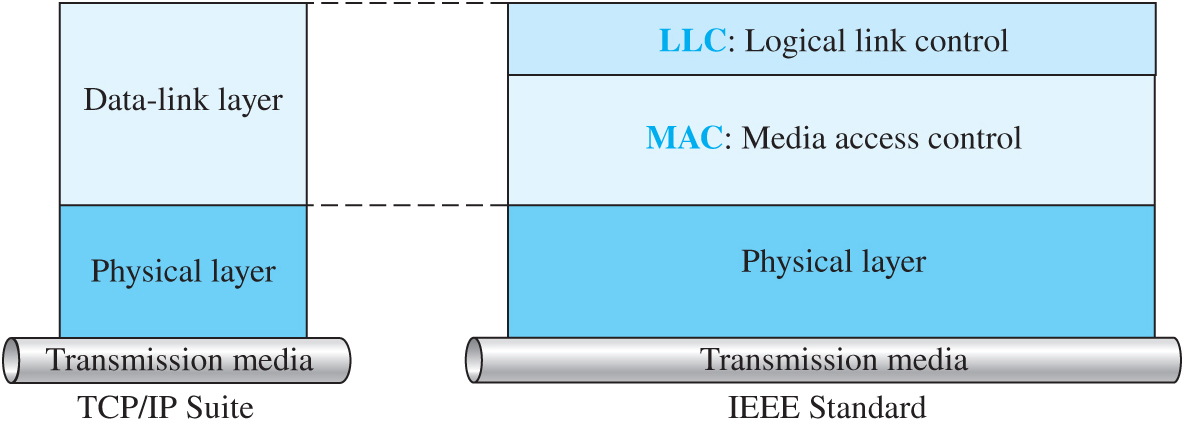 Data-link layer
Physical layer
Transmission media
TCP/IP Suite
LLC: Logical link control
MAC: Media access control
Physical layer
Transmission media
IEEE Standard